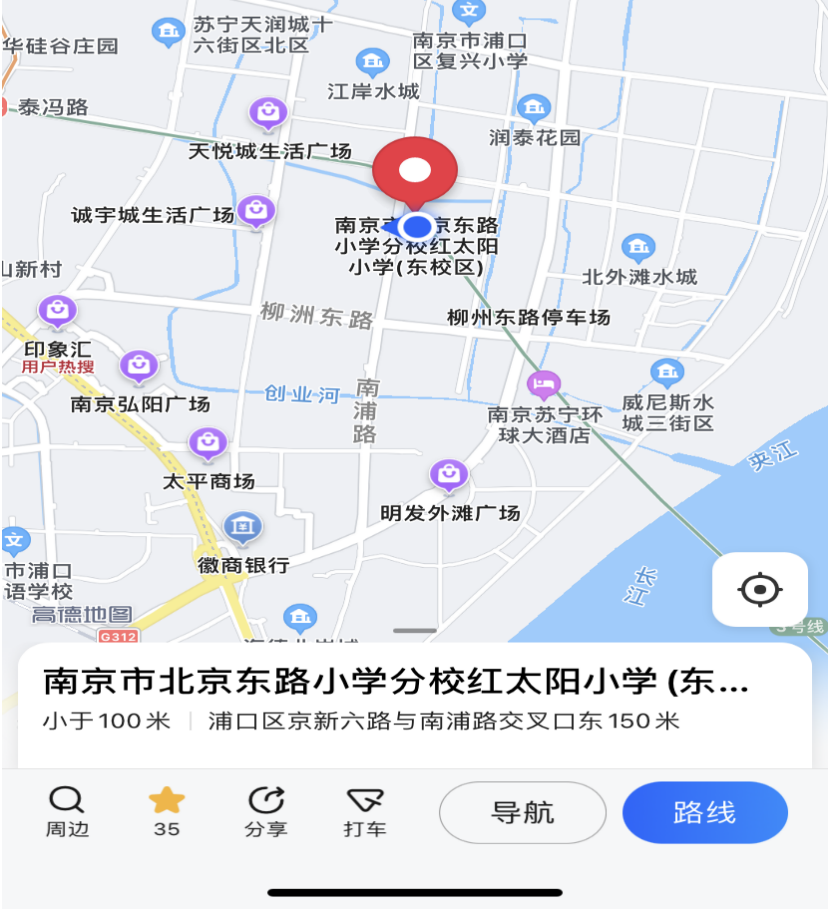 文
苏宁天润城十
六街区北区
华硅谷庄园
南京市浦口
区复兴小学
江岸水城
泰冯路
润泰花园
天悦城生活广场
诚宇城生活广场
南京市 京东路
小学分校红太阳
小学(东校区)
山新村
北外滩水城
柳洲东路
柳州东路停车场
印象汇
用户热搜
创业河
南浦路
南京弘阳广场
南京苏宁环
球大酒店
威尼斯水
城三街区
夹江
太平商场
明发外滩广场
文
徽商银行
市浦口
语学校
长江
高德地图
G312
3号线
南京市北京东路小学分校红太阳小学(东...
小于100米 | 浦口区京新六路与南浦路交叉口东150米
周边
35
分享
打车
导航
路线